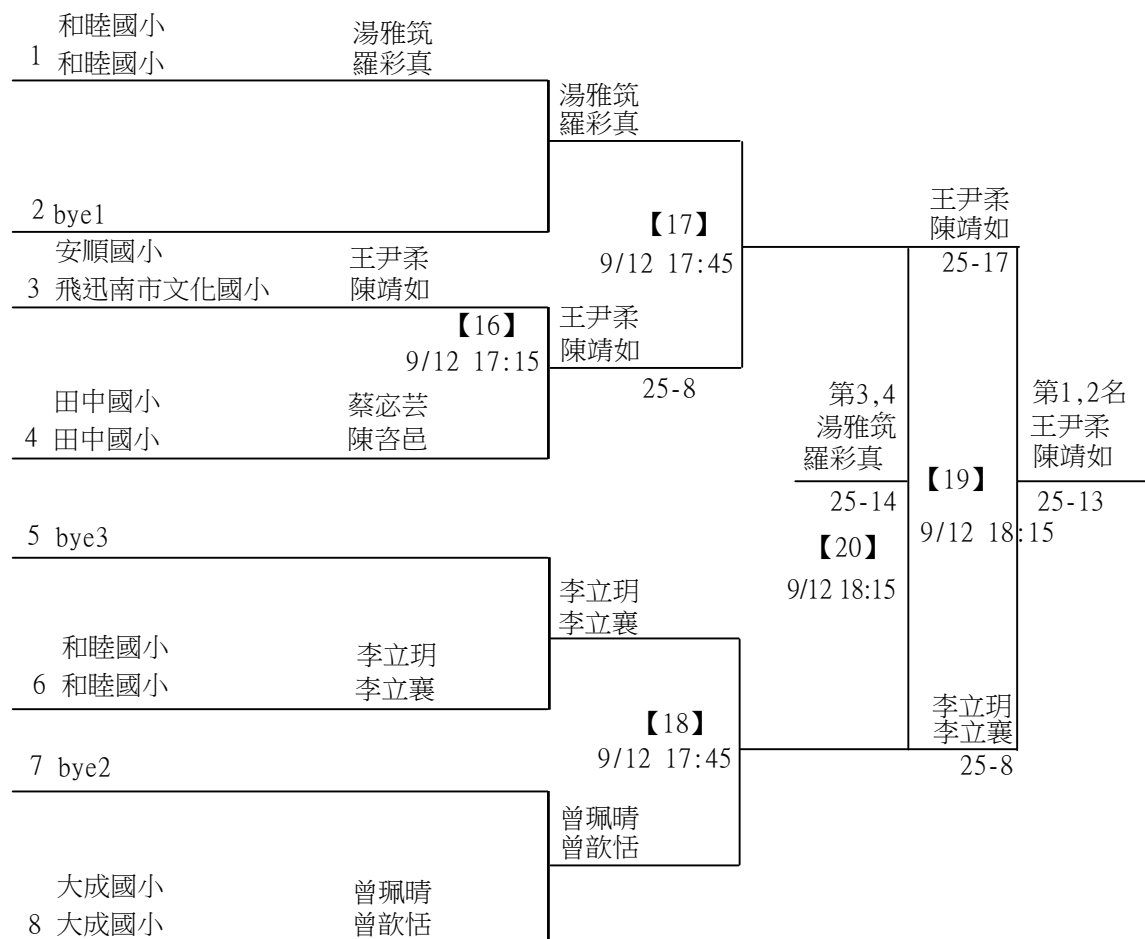 和睦國小 湯雅筑
1 和睦國小 羅彩真
湯雅筑
羅彩真
2 bye1
【17】
9/12 17:45
王尹柔
陳靖如
25-17
安順國小 王尹柔
3 飛迅南市文化國小 陳靖如
【16】
9/12 17:15
王尹柔
陳靖如
25-8
田中國小 蔡宓芸
4 田中國小 陳咨邑
第3,4
湯雅筑
羅彩真
25-14
【20】
9/12 18:15
第1,2名
王尹柔
陳靖如
【19】
25-13
9/12 18:15
5 bye3
李立玥
李立襄
和睦國小 李立玥
6 和睦國小 李立襄
【18】
9/12 17:45
李立玥
李立襄
25-8
7 bye2
曾珮晴
曾歆恬
大成國小 曾珮晴
8 大成國小 曾歆恬